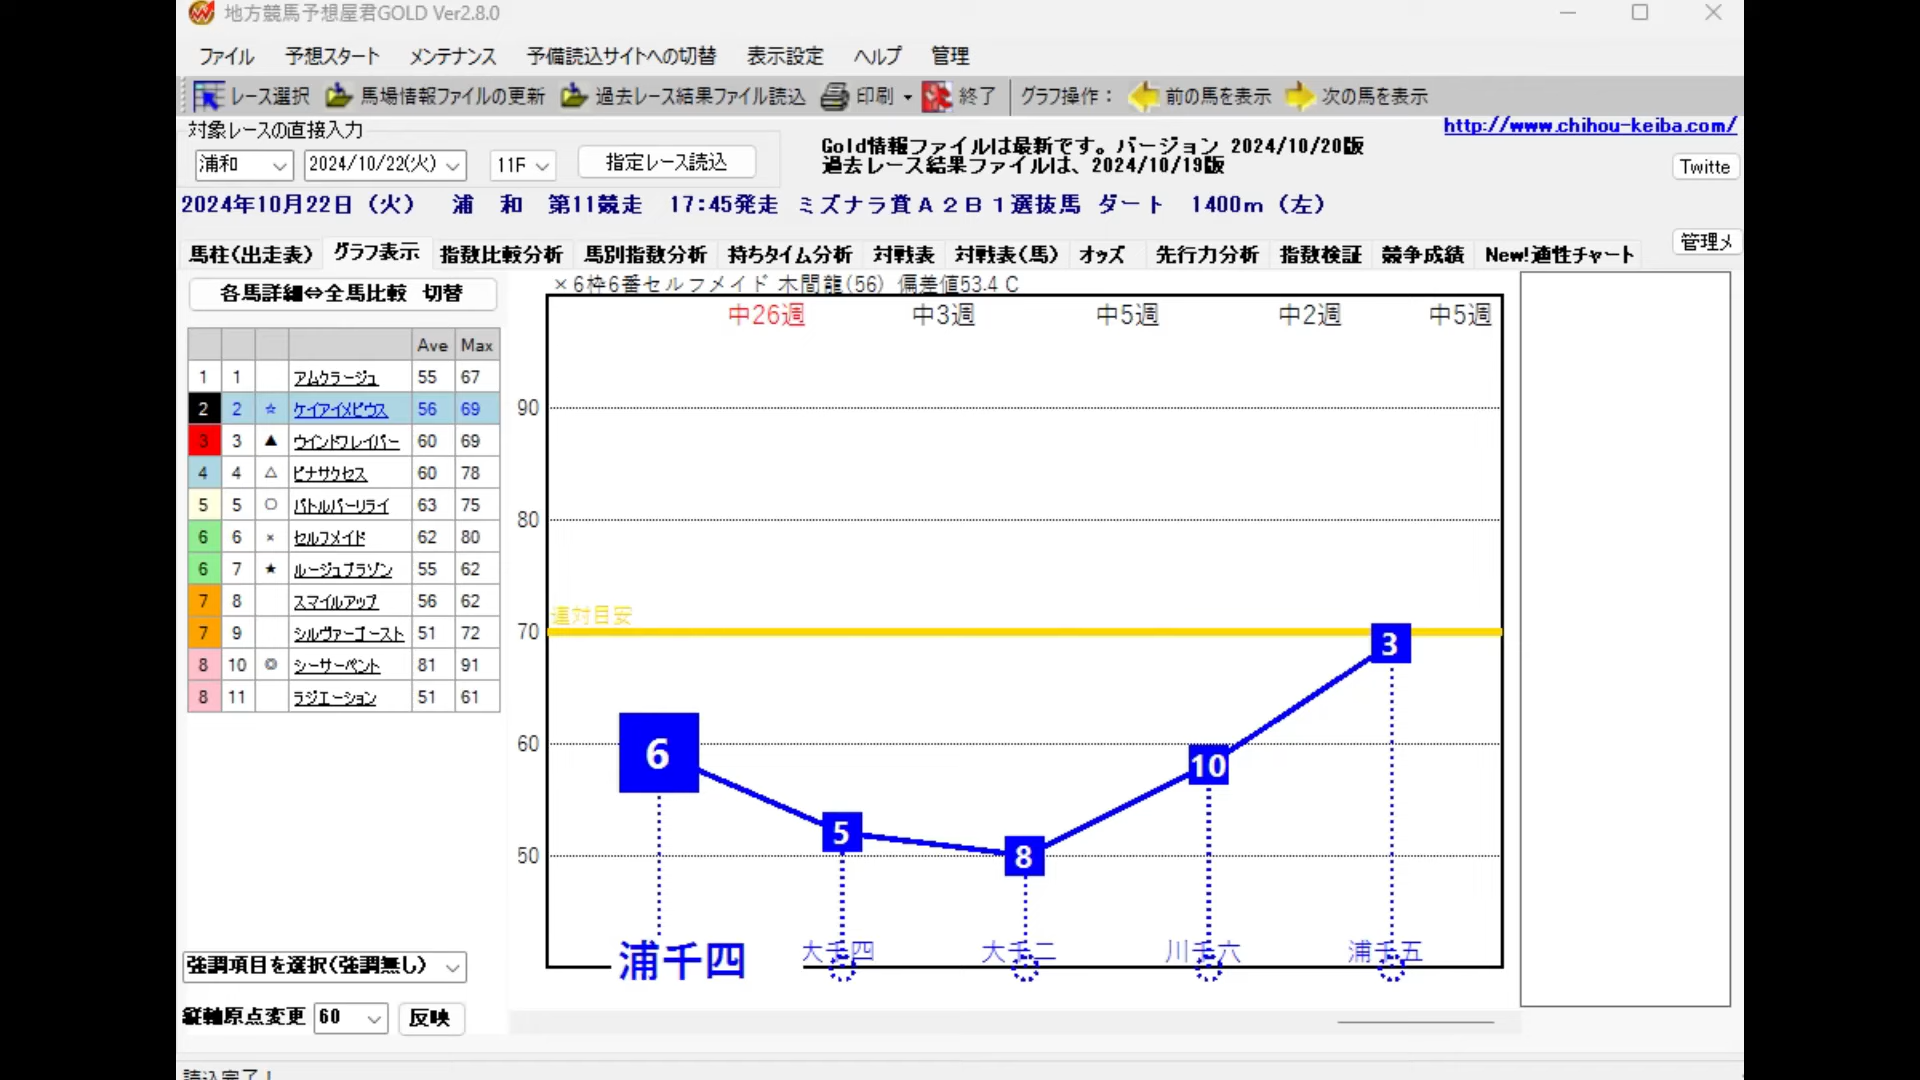 地方競馬予想屋君GOLD Ver2.8.0
ファイル 予想スタート メンテナンス 予備読込サイトへの切替 表示設定 ヘルプ 管理
レース選択 馬場情報ファイルの更新 過去レース結果ファイル読込 印刷 終了 グラフ操作： 前の馬を表示 次の馬を表示
対象レースの直接入力
http://www.chihou-keiba.com/
浦和 2024/10/22(火) 11R 指定レース読込
Gold情報ファイルは最新です。バージョン 2024/10/20版
過去レース結果ファイルは、2024/10/19版
Twitte
2024年10月22日（火） 浦 和 第11競走 17:45発走 ミズナラ賞Ａ２Ｂ１選抜馬 ダート 1400m（左）
管理メ
馬柱(出走表) グラフ表示 指数比較分析 馬別指数分析 持ちタイム分析 対戦表 対戦表(馬) オッズ 先行力分析 指数検証 競争成績 New!適性チャート
各馬詳細⇔全馬比較 切替
×6枠6番セルフメイド 木間龍(56) 偏差値53.4 C
中26週 中3週 中5週 中2週 中5週
Ave Max
1 1 アムクラージュ 55 67
2 2 ☆ ケイアイメビウス 56 69
3 3 ▲ ウインドブレイバー 60 69
4 4 △ ビナサクセス 60 78
5 5 ○ バトルバーリライ 63 75
6 6 × セルフメイド 62 80
6 7 ★ ルージュブラゾン 55 62
7 8 スマイルアップ 56 62
7 9 シルヴァーゴースト 51 72
8 10 ◎ シーサーペント 81 91
8 11 ラジエーション 51 61
90
80
連対目安
70
60
50
6 5 8 10 3
浦千四 大千四 大千二 川千六 浦千五
強調項目を選択(強調無し)
縦軸原点変更 60 反映
読込完了！